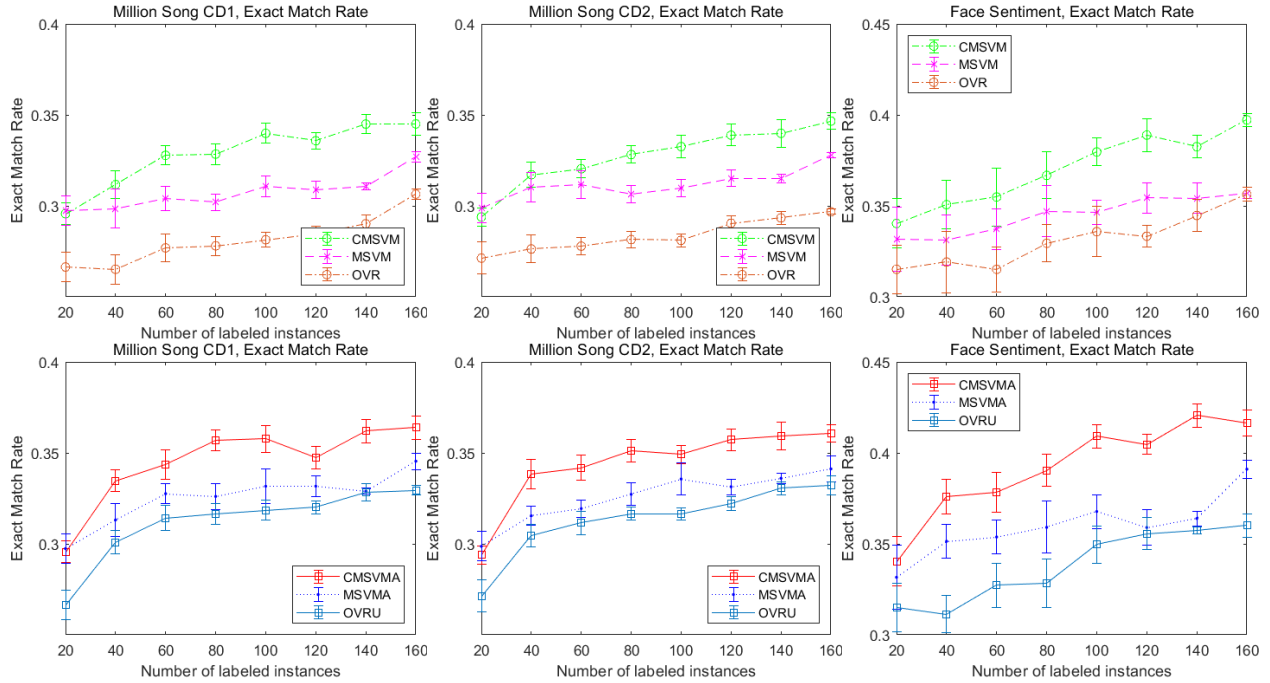 Million Song CD1, Exact Match Rate
0.4
0.35
0.3
Exact Match Rate
CMSVM
MSVM
OVR
20 40 60 80 100 120 140 160
Number of labeled instances
Million Song CD2, Exact Match Rate
0.4
0.35
0.3
Exact Match Rate
CMSVM
MSVM
OVR
20 40 60 80 100 120 140 160
Number of labeled instances
Face Sentiment, Exact Match Rate
0.45
0.4
0.35
0.3
Exact Match Rate
CMSVM
MSVM
OVR
20 40 60 80 100 120 140 160
Number of labeled instances
Million Song CD1, Exact Match Rate
0.4
0.35
0.3
Exact Match Rate
CMSVMA
MSVMA
OVRU
20 40 60 80 100 120 140 160
Number of labeled instances
Million Song CD2, Exact Match Rate
0.4
0.35
0.3
Exact Match Rate
CMSVMA
MSVMA
OVRU
20 40 60 80 100 120 140 160
Number of labeled instances
Face Sentiment, Exact Match Rate
0.45
0.4
0.35
0.3
Exact Match Rate
CMSVMA
MSVMA
OVRU
20 40 60 80 100 120 140 160
Number of labeled instances